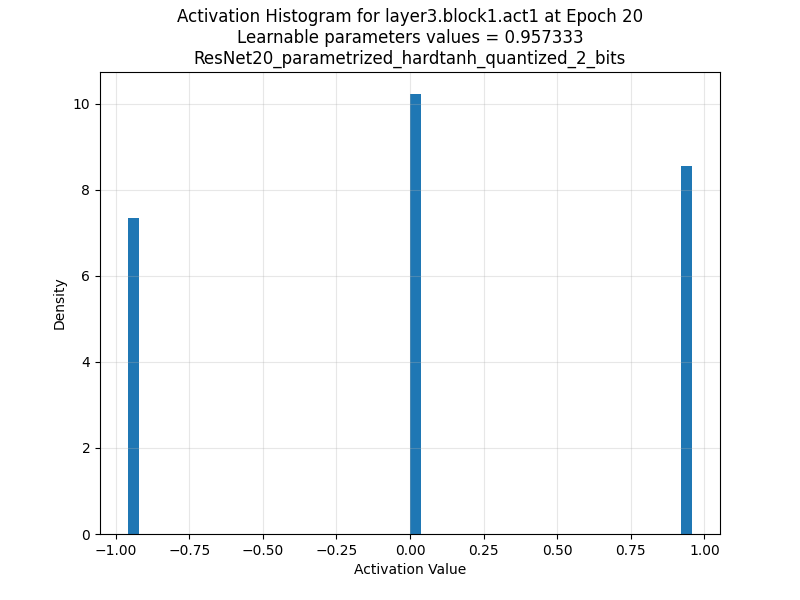 Activation Histogram for layer3.block1.act1 at Epoch 20
Learnable parameters values = 0.957333
ResNet20_parametrized_hardtanh_quantized_2_bits
10
8
6
4
2
0
Density
−1.00 −0.75 −0.50 −0.25 0.00 0.25 0.50 0.75 1.00
Activation Value